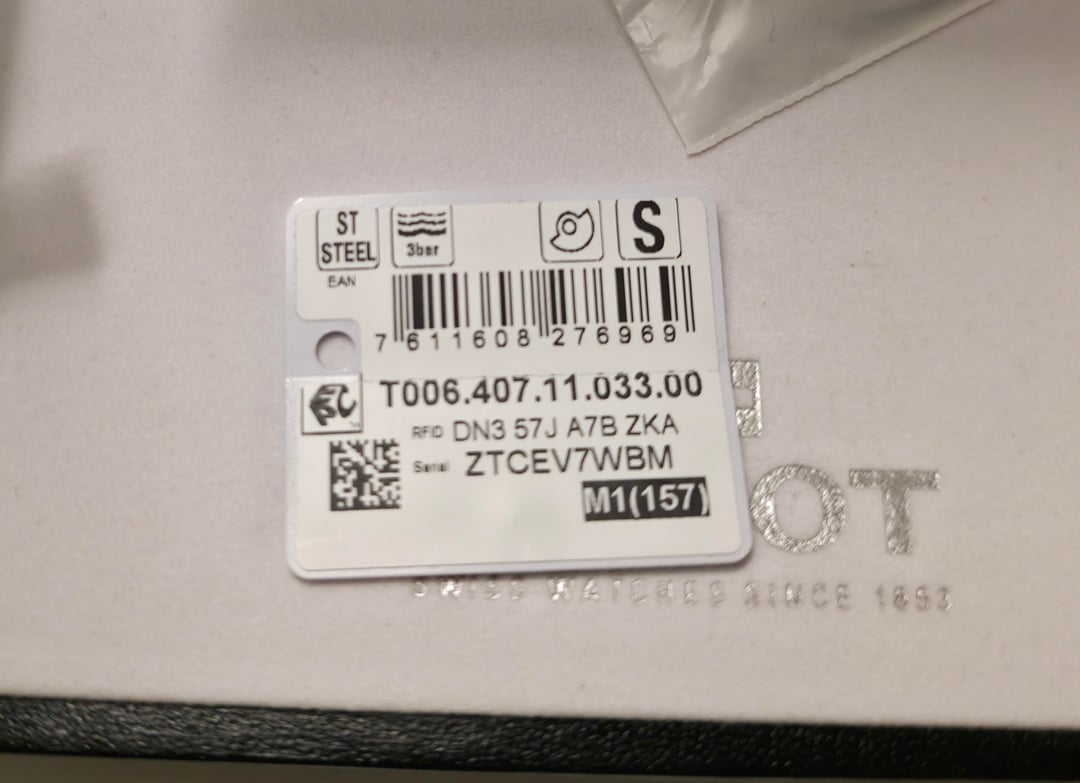 ST
STEEL
3bar
S
EAN
7 611608 276969
T006.407.11.033.00
RFID DN3 57J A7B ZKA
Serial ZTCEV7WBM
M1(157)
OT
SWISS WATCHES SINCE 1853